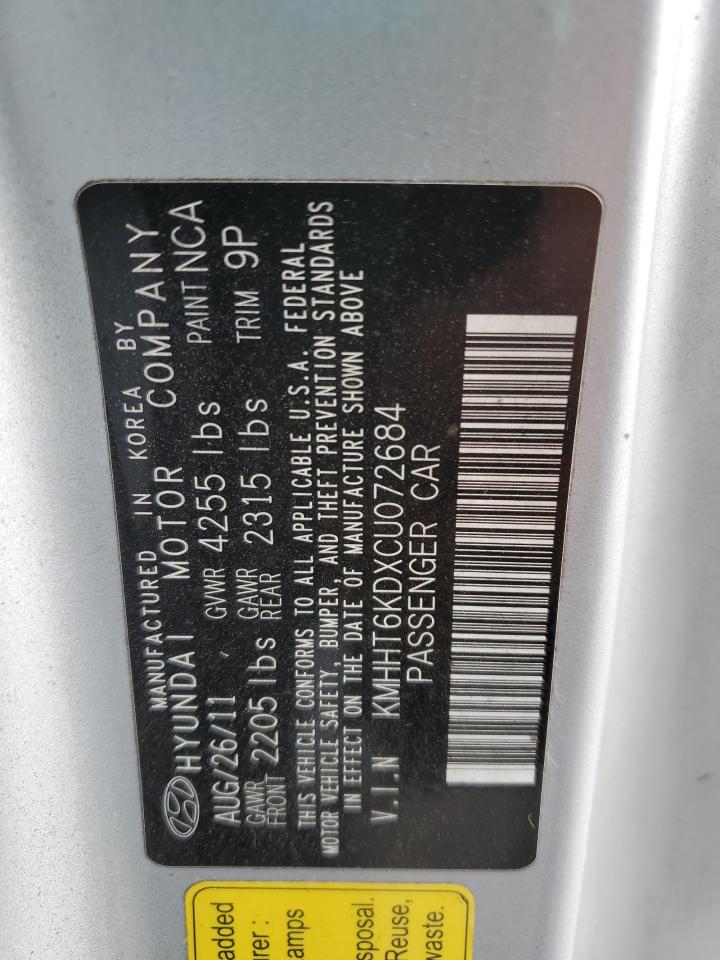 MANUFACTURED IN KOREA BY
HYUNDAI MOTOR COMPANY
AUG/26/11 GVWR 4255 lbs PAINT NCA
GAWR FRONT 2205 lbs GAWR REAR 2315 lbs TRIM 9P
THIS VEHICLE CONFORMS TO ALL APPLICABLE U.S.A. FEDERAL
MOTOR VEHICLE SAFETY, BUMPER, AND THEFT PREVENTION STANDARDS
IN EFFECT ON THE DATE OF MANUFACTURE SHOWN ABOVE
V.I.N KMHHT6KDXCU072684
PASSENGER CAR
added
urer :
amps
sposal.
Reuse,
waste.